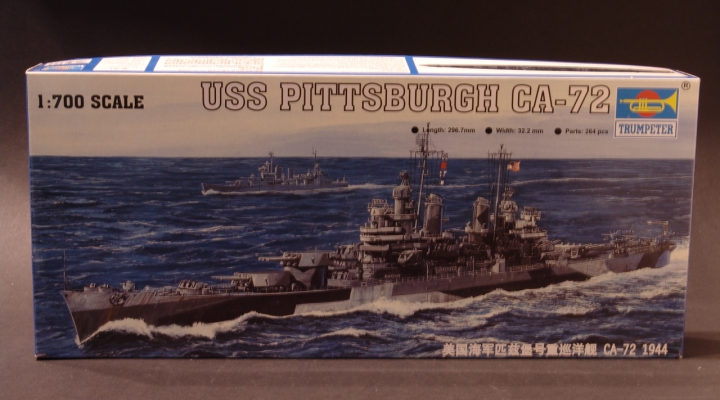 USS PITTSBURGH CA-72
®
1:700 SCALE
TRUMPETER
Length: 296.7mm Width: 32.2 mm Parts: 264 pcs
美国海军匹兹堡号重巡洋舰 CA-72 1944